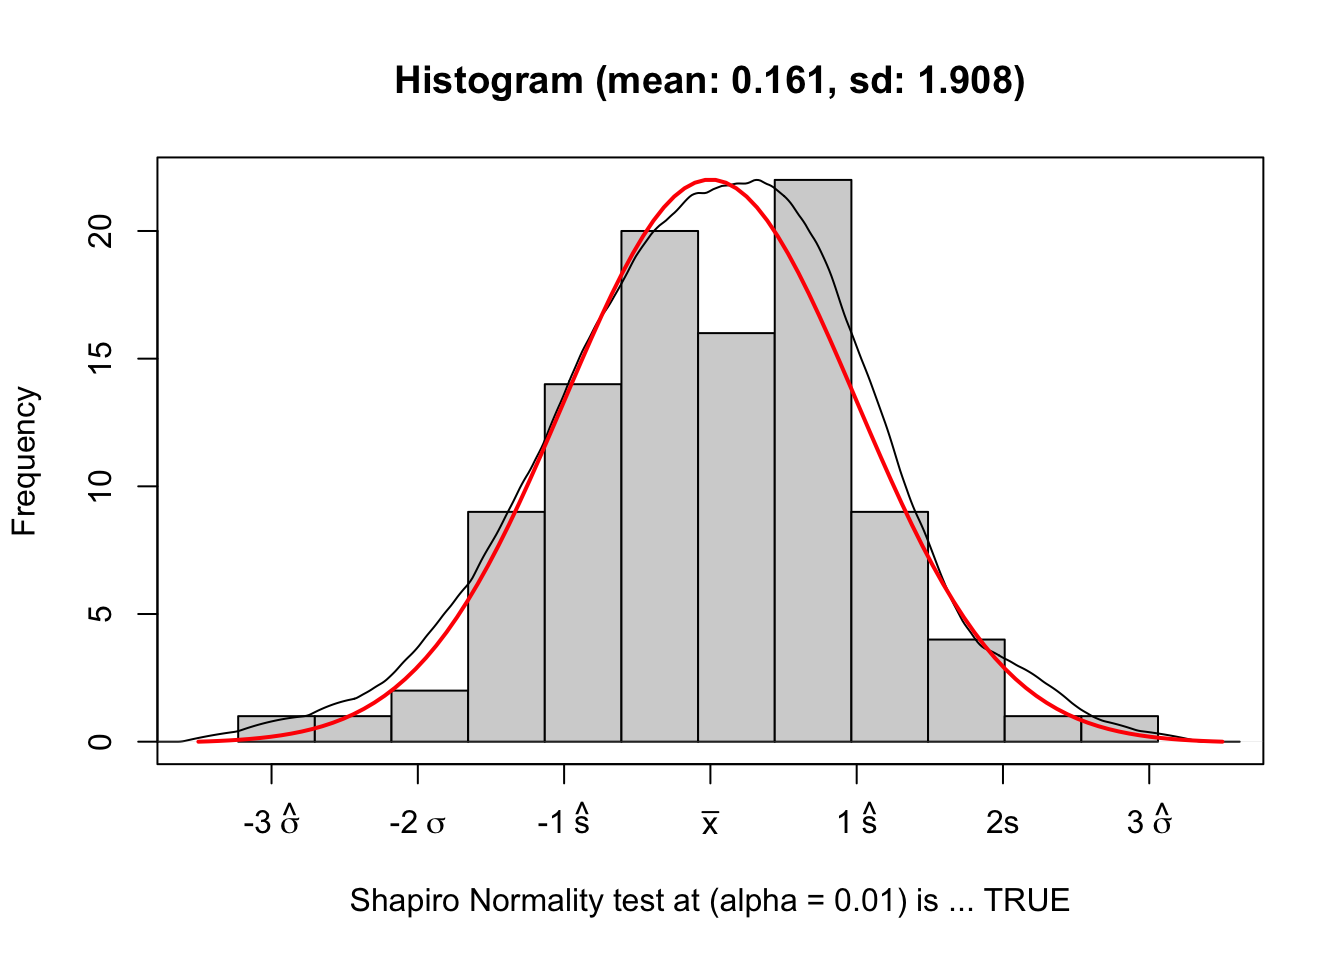 Histogram (mean: 0.161, sd: 1.908)
Frequency
20
15
10
5
0
-3 σ̂ -2 σ -1 ŝ x̄ 1 ŝ 2s 3 σ̂
Shapiro Normality test at (alpha = 0.01) is ... TRUE